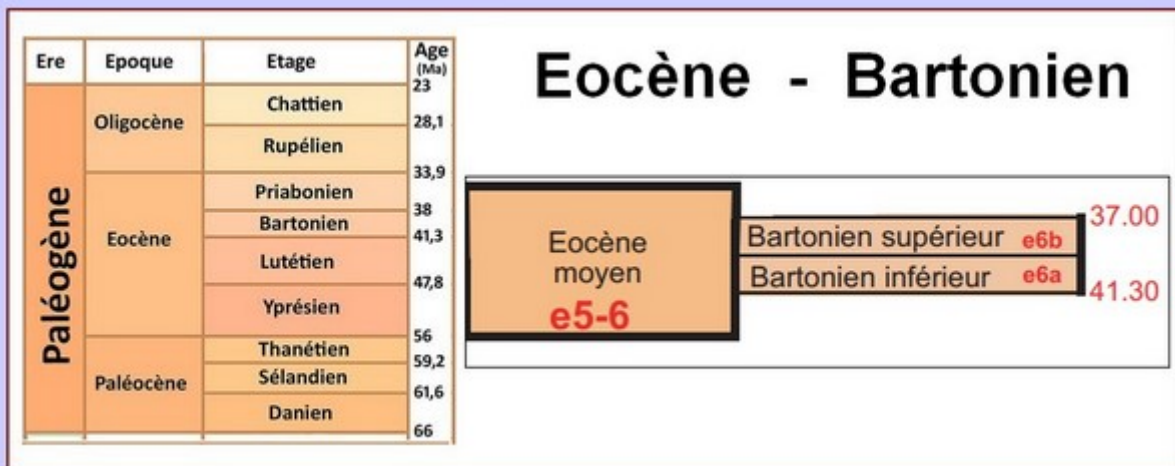 Ere Epoque Etage Age
(Ma)
23
Chattien
Oligocène
28,1
Rupélien
33,9
Priabonien
38
Bartonien
41,3
Eocène
Lutétien
47,8
Yprésien
56
Thanétien
59,2
Paléocène
Sélandien
61,6
Danien
66
Paléogène
Eocène - Bartonien
Eocène
moyen
e5-6
Bartonien supérieur e6b
Bartonien inférieur e6a
37.00
41.30